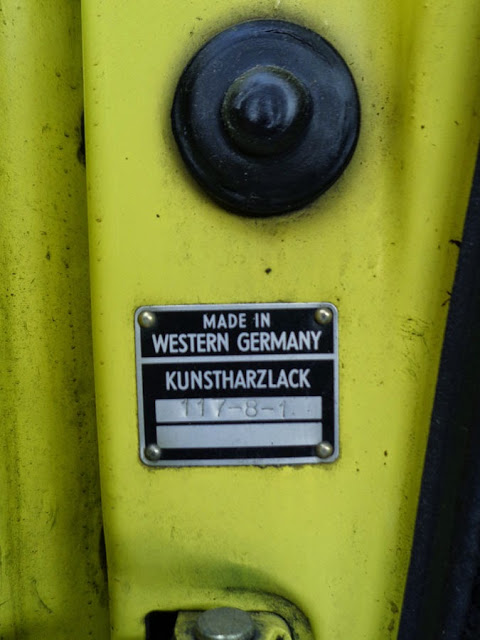 MADE IN
WESTERN GERMANY
KUNSTHARZLACK
117-8-1